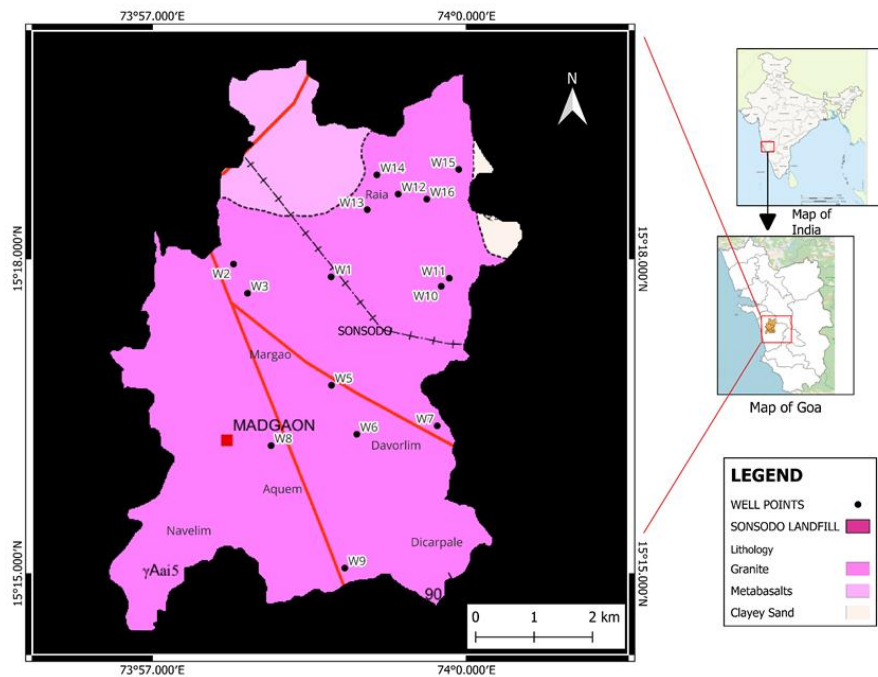 73°57.000'E
74°0.000'E
N
W14
W15
Raia
W12
W16
W13
15°18.000'N
15°18.000'N
W2
W3
W1
W11
W10
SONSODO
Margao
W5
MADGAON
W8
W6
W7
Davorlim
Aquem
Navelim
Dicarpale
γAai5
W9
90
15°15.000'N
15°15.000'N
0 1 2 km
73°57.000'E
74°0.000'E
Map of
India
Map of Goa
LEGEND
WELL POINTS
SONSODO LANDFILL
Lithology
Granite
Metabasalts
Clayey Sand